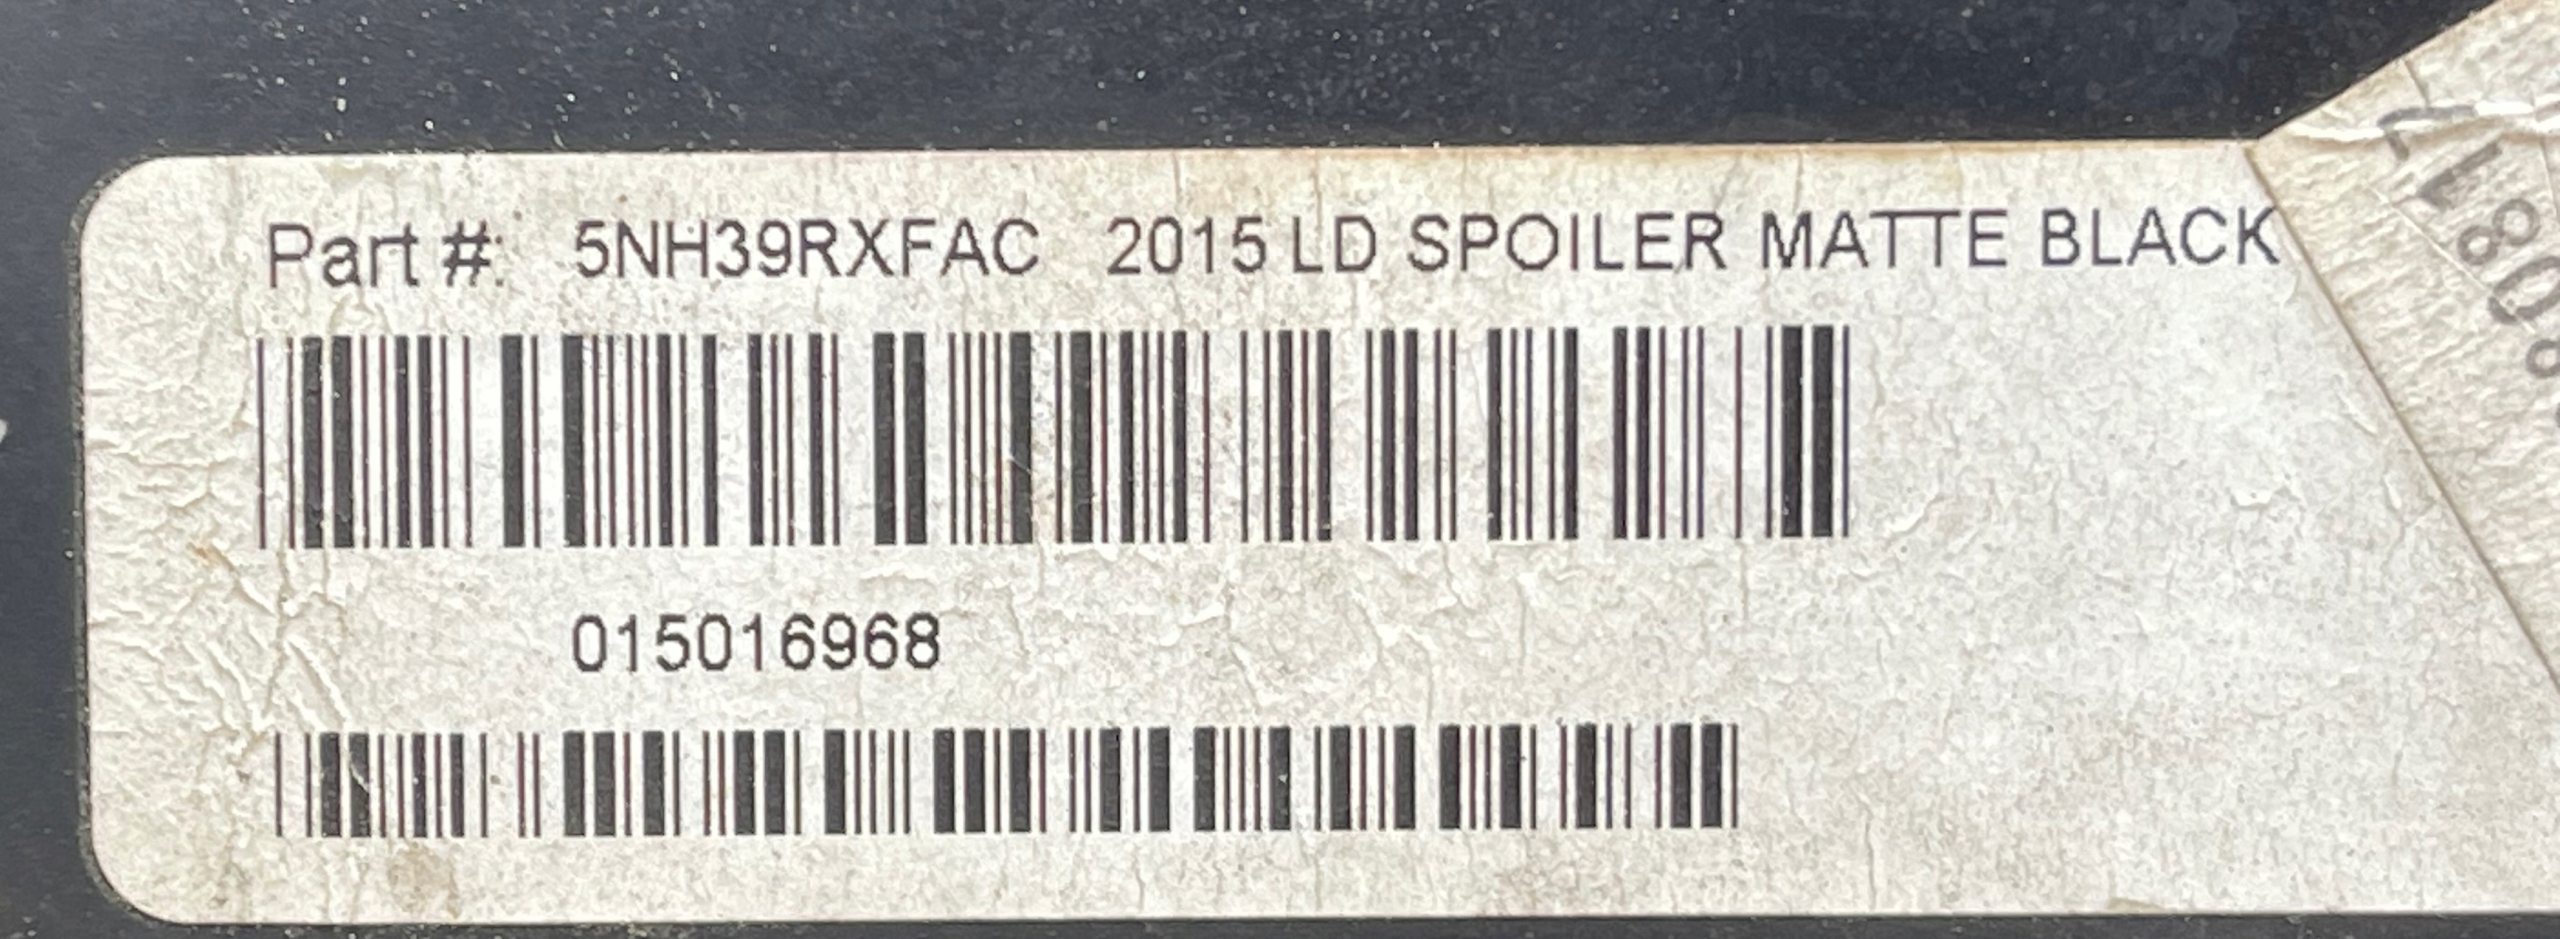 Part #: 5NH39RXFAC 2015 LD SPOILER MATTE BLACK
015016968